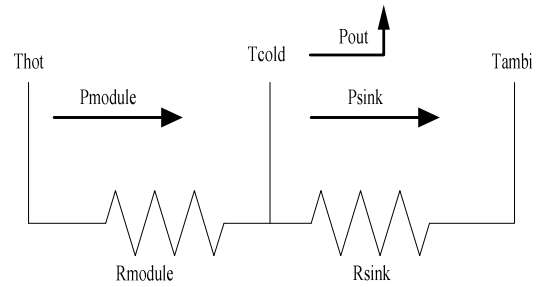 Pout
Thot
Tcold
Tambi
Pmodule
Psink
Rmodule
Rsink